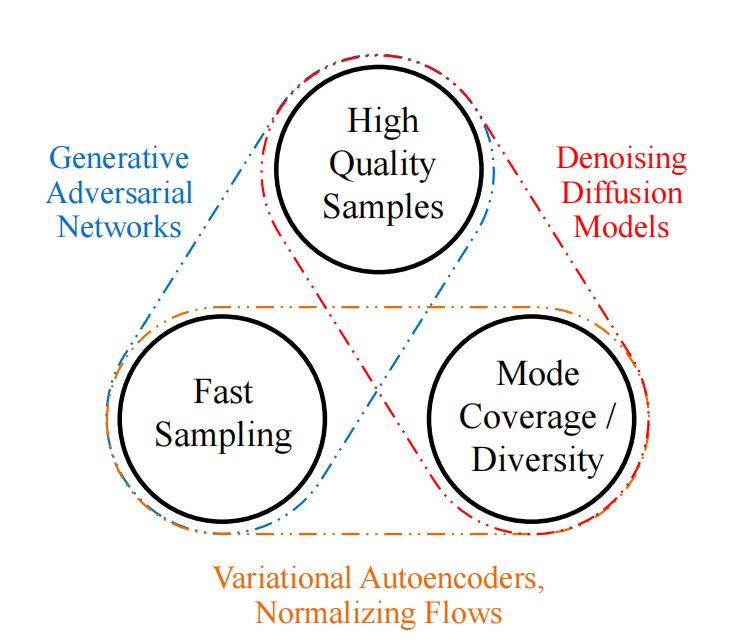 High
Quality
Samples
Generative
Adversarial
Networks
Denoising
Diffusion
Models
Fast
Sampling
Mode
Coverage /
Diversity
Variational Autoencoders,
Normalizing Flows